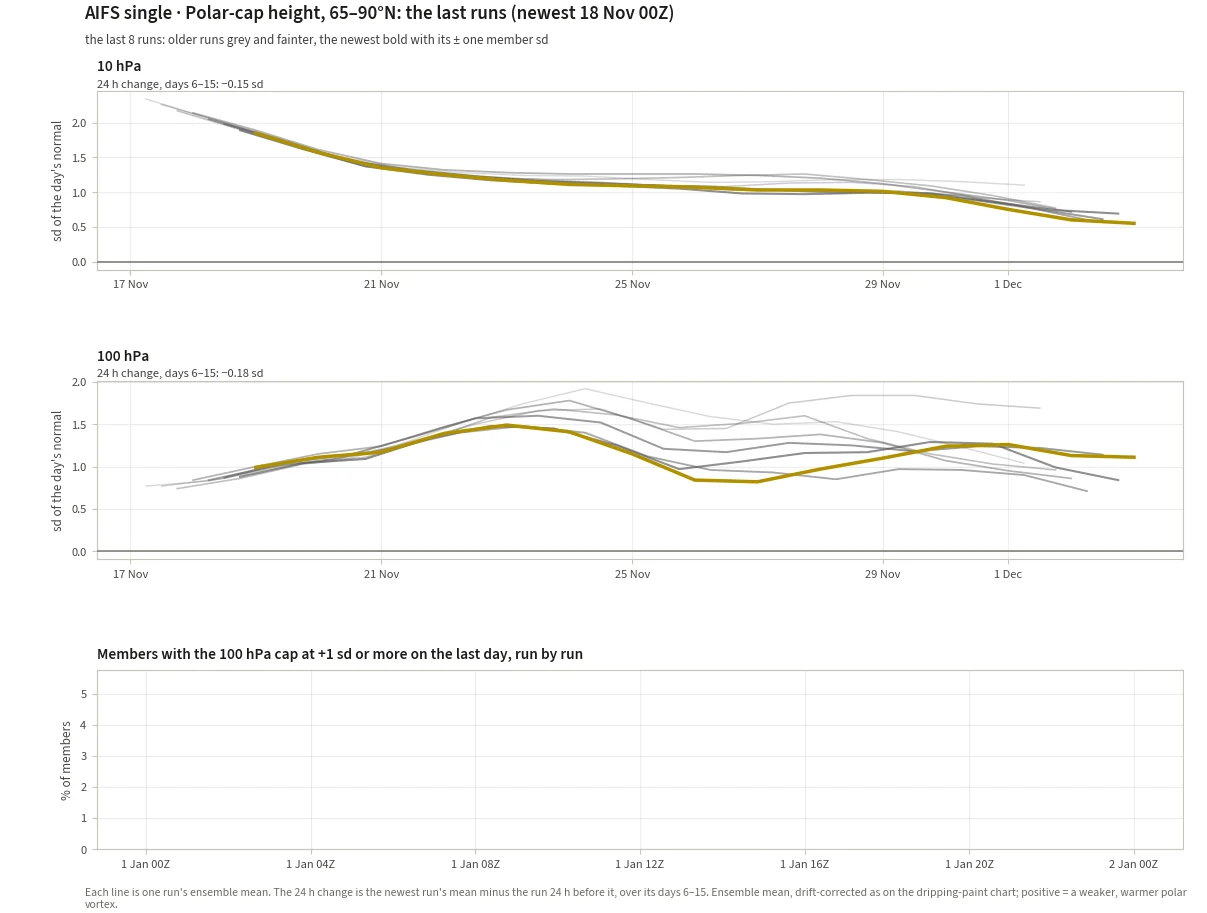 AIFS single · Polar-cap height, 65–90°N: the last runs (newest 18 Nov 00Z)
the last 8 runs: older runs grey and fainter, the newest bold with its ± one member sd
10 hPa
24 h change, days 6–15: −0.15 sd
sd of the day's normal
2.0
1.5
1.0
0.5
0.0
17 Nov
21 Nov
25 Nov
29 Nov
1 Dec
100 hPa
24 h change, days 6–15: −0.18 sd
sd of the day's normal
2.0
1.5
1.0
0.5
0.0
17 Nov
21 Nov
25 Nov
29 Nov
1 Dec
Members with the 100 hPa cap at +1 sd or more on the last day, run by run
% of members
5
4
3
2
1
0
1 Jan 00Z
1 Jan 04Z
1 Jan 08Z
1 Jan 12Z
1 Jan 16Z
1 Jan 20Z
2 Jan 00Z
Each line is one run's ensemble mean. The 24 h change is the newest run's mean minus the run 24 h before it, over its days 6–15. Ensemble mean, drift-corrected as on the dripping-paint chart; positive = a weaker, warmer polar
vortex.